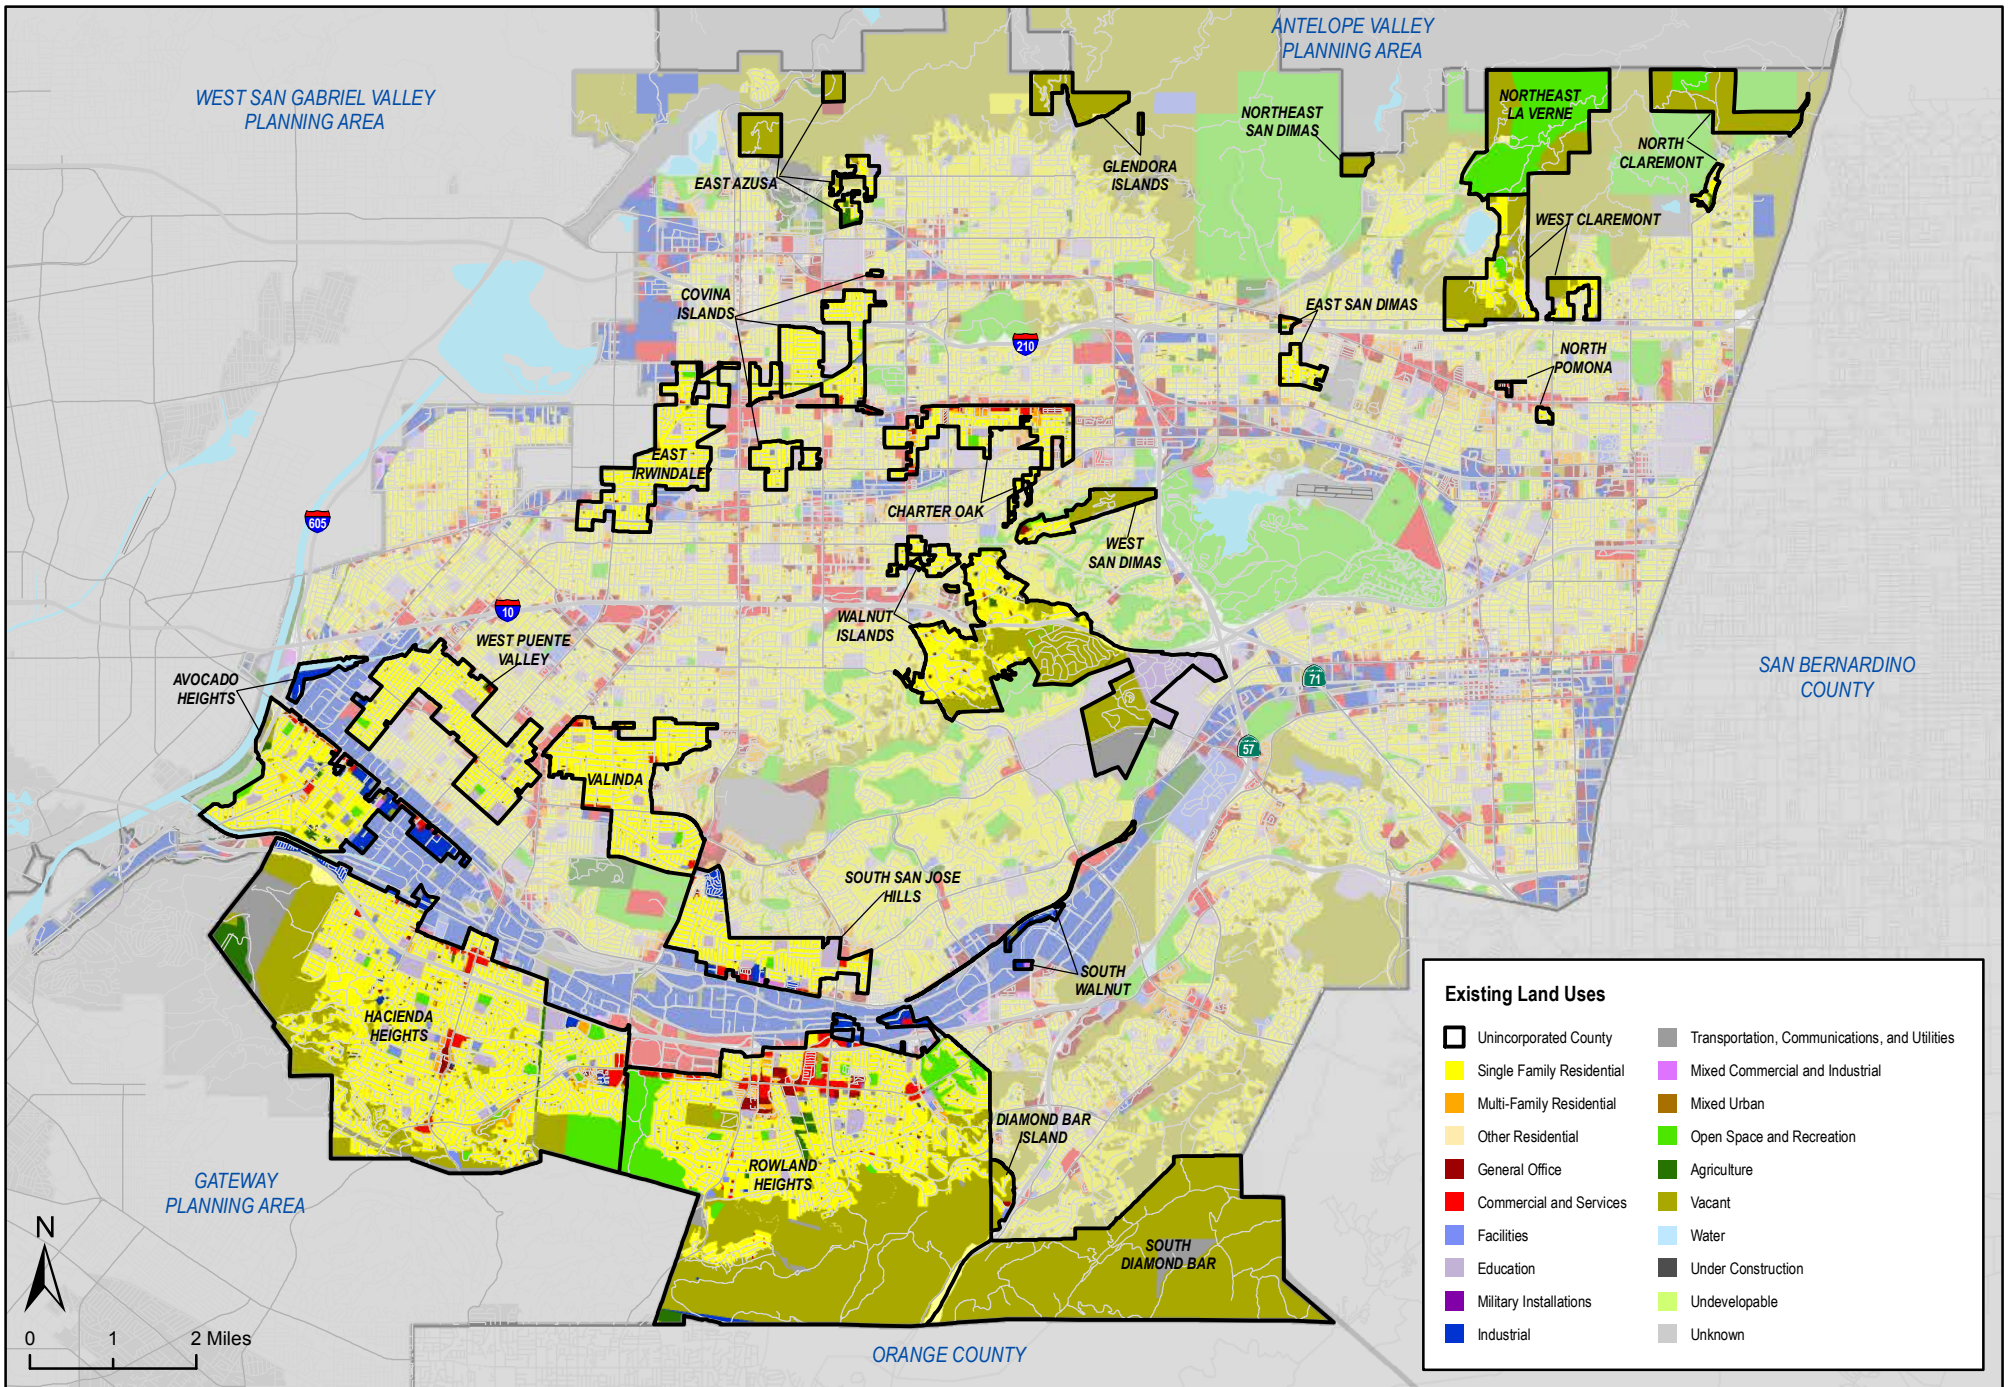 ANTELOPE VALLEY
PLANNING AREA
WEST SAN GABRIEL VALLEY
PLANNING AREA
NORTHEAST
LA VERNE
NORTHEAST
SAN DIMAS
NORTH
CLAREMONT
GLENDORA
ISLANDS
EAST AZUSA
WEST CLAREMONT
COVINA
ISLANDS
EAST SAN DIMAS
210
NORTH
POMONA
EAST
IRWINDALE
CHARTER OAK
605
WEST
SAN DIMAS
10
WALNUT
ISLANDS
WEST PUENTE
VALLEY
AVOCADO
HEIGHTS
71
SAN BERNARDINO
COUNTY
57
VALINDA
SOUTH SAN JOSE
HILLS
SOUTH
WALNUT
HACIENDA
HEIGHTS
DIAMOND BAR
ISLAND
ROWLAND
HEIGHTS
GATEWAY
PLANNING AREA
SOUTH
DIAMOND BAR
N
0 1 2 Miles
ORANGE COUNTY
Existing Land Uses
Unincorporated County
Single Family Residential
Multi-Family Residential
Other Residential
General Office
Commercial and Services
Facilities
Education
Military Installations
Industrial
Transportation, Communications, and Utilities
Mixed Commercial and Industrial
Mixed Urban
Open Space and Recreation
Agriculture
Vacant
Water
Under Construction
Undevelopable
Unknown